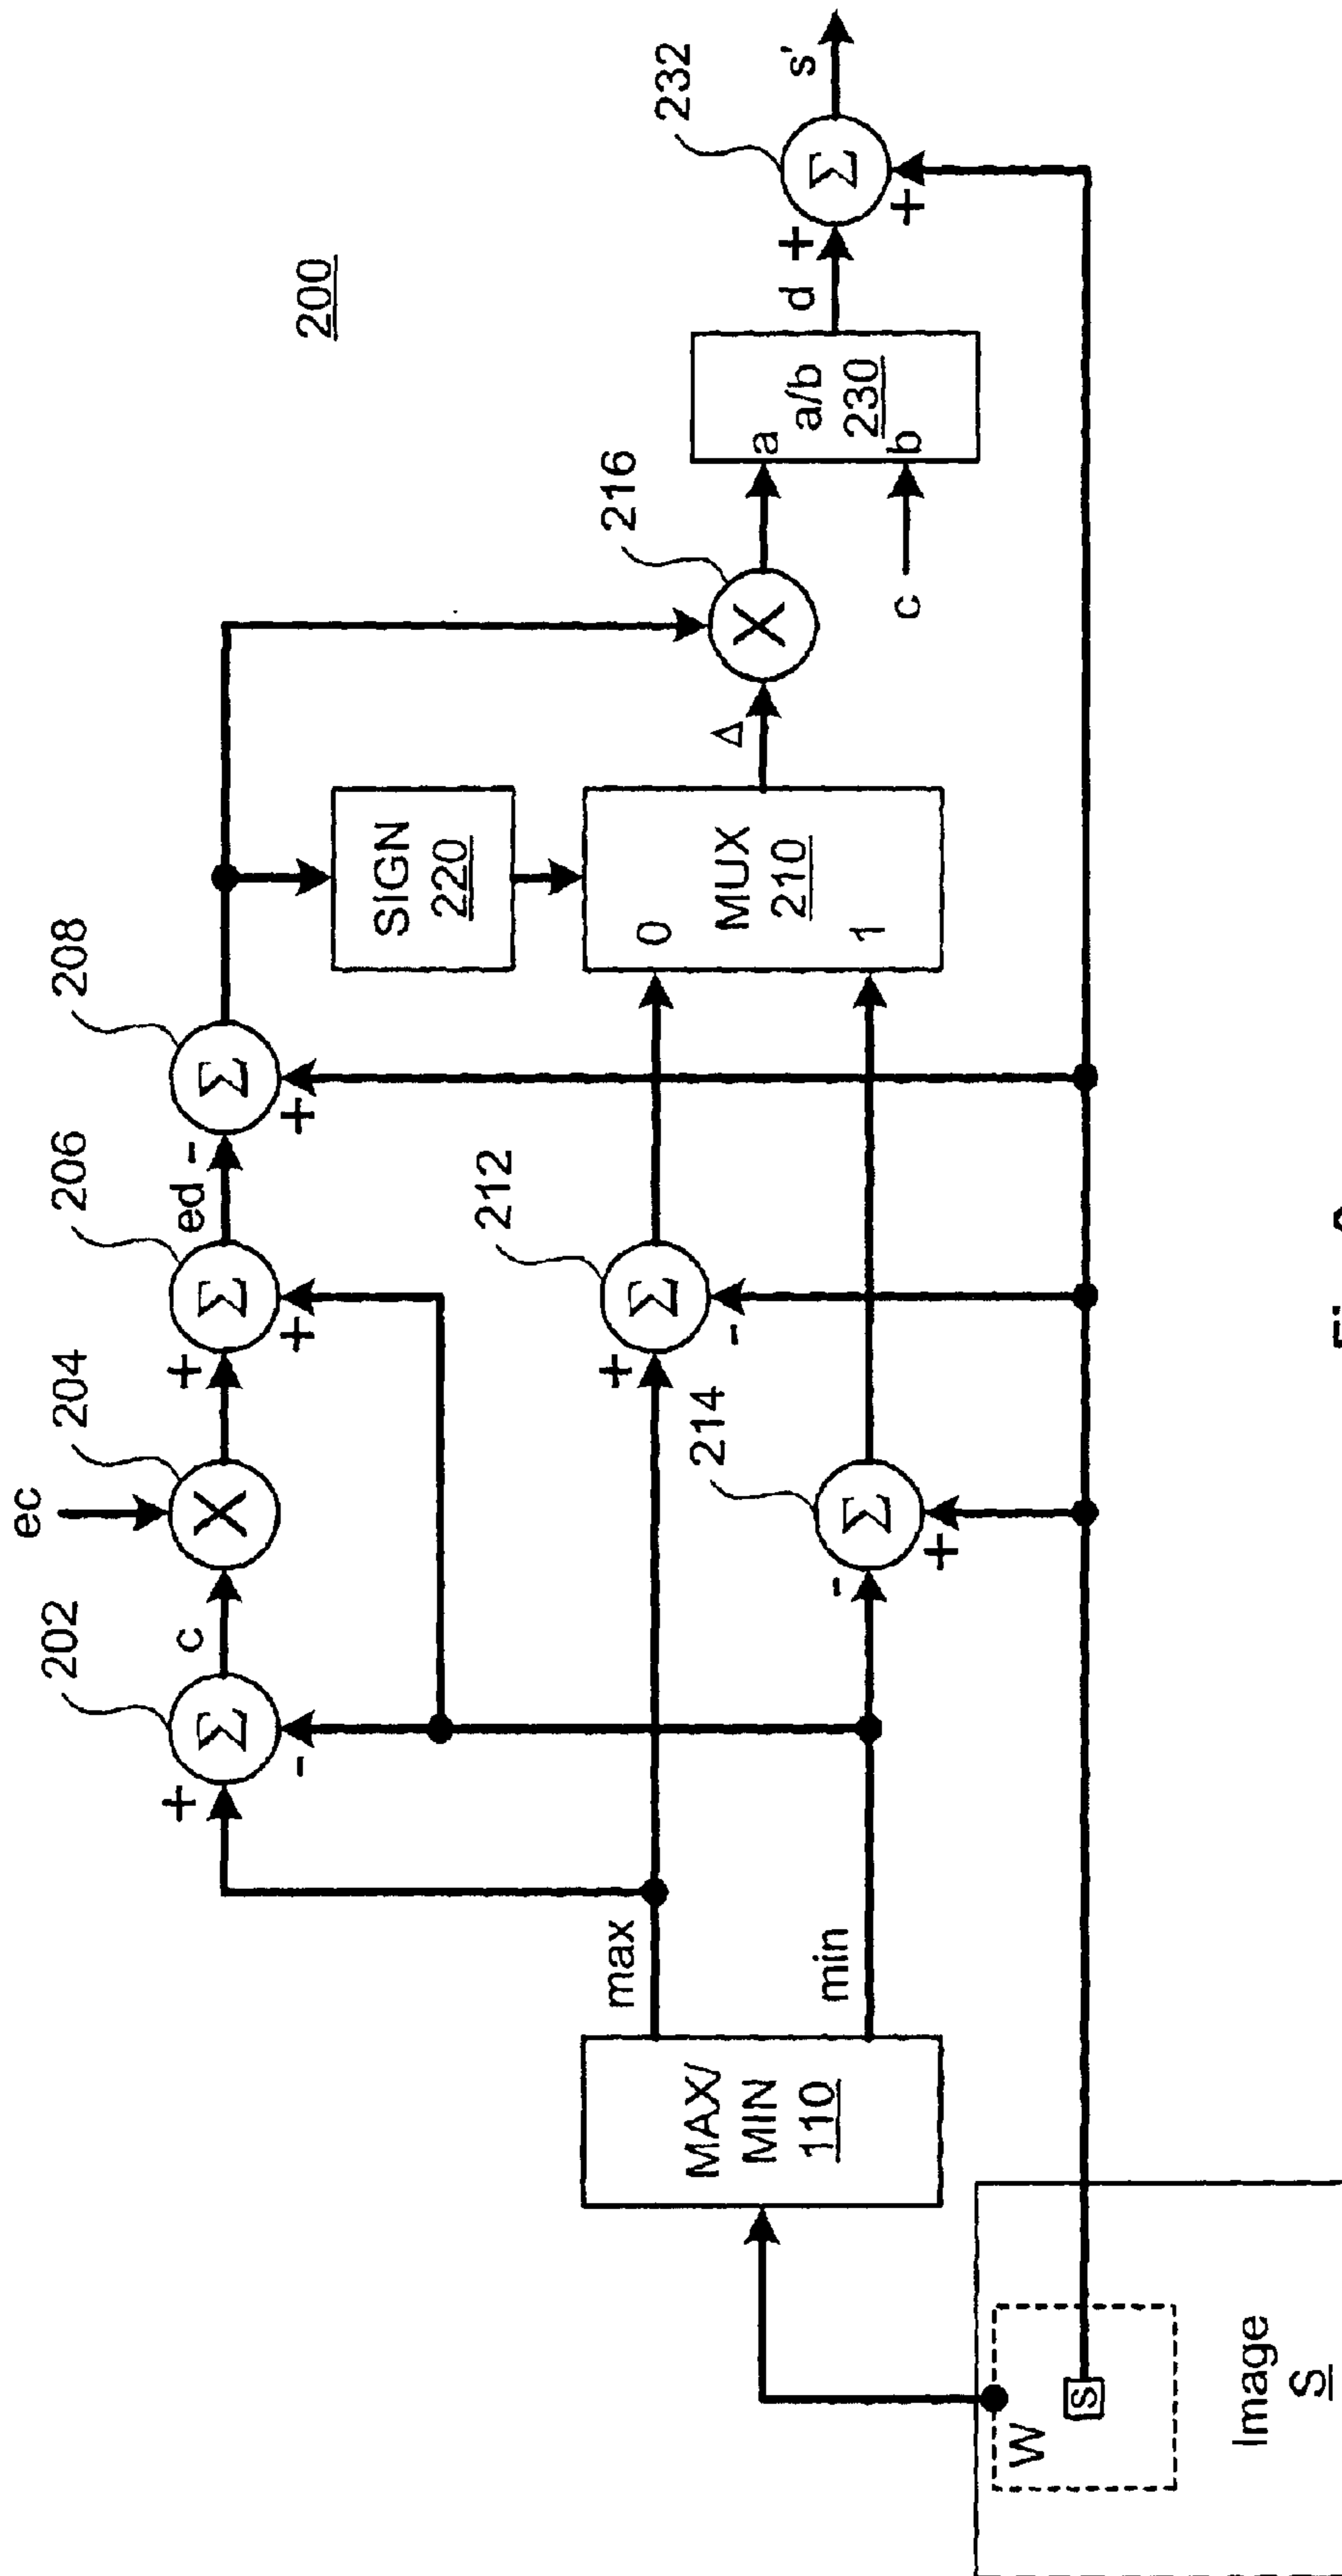 200
ec
202
c
204
+
-
206
+
+
ed
-
208
+
Σ
X
Σ
Σ
SIGN
220
216
232
MAX/
MIN
110
max
min
212
+
-
Σ
214
-
+
Σ
0
1
MUX
210
Δ
X
a
a/b
230
b
c
d
+
+
Σ
s'
W
s
Image
S